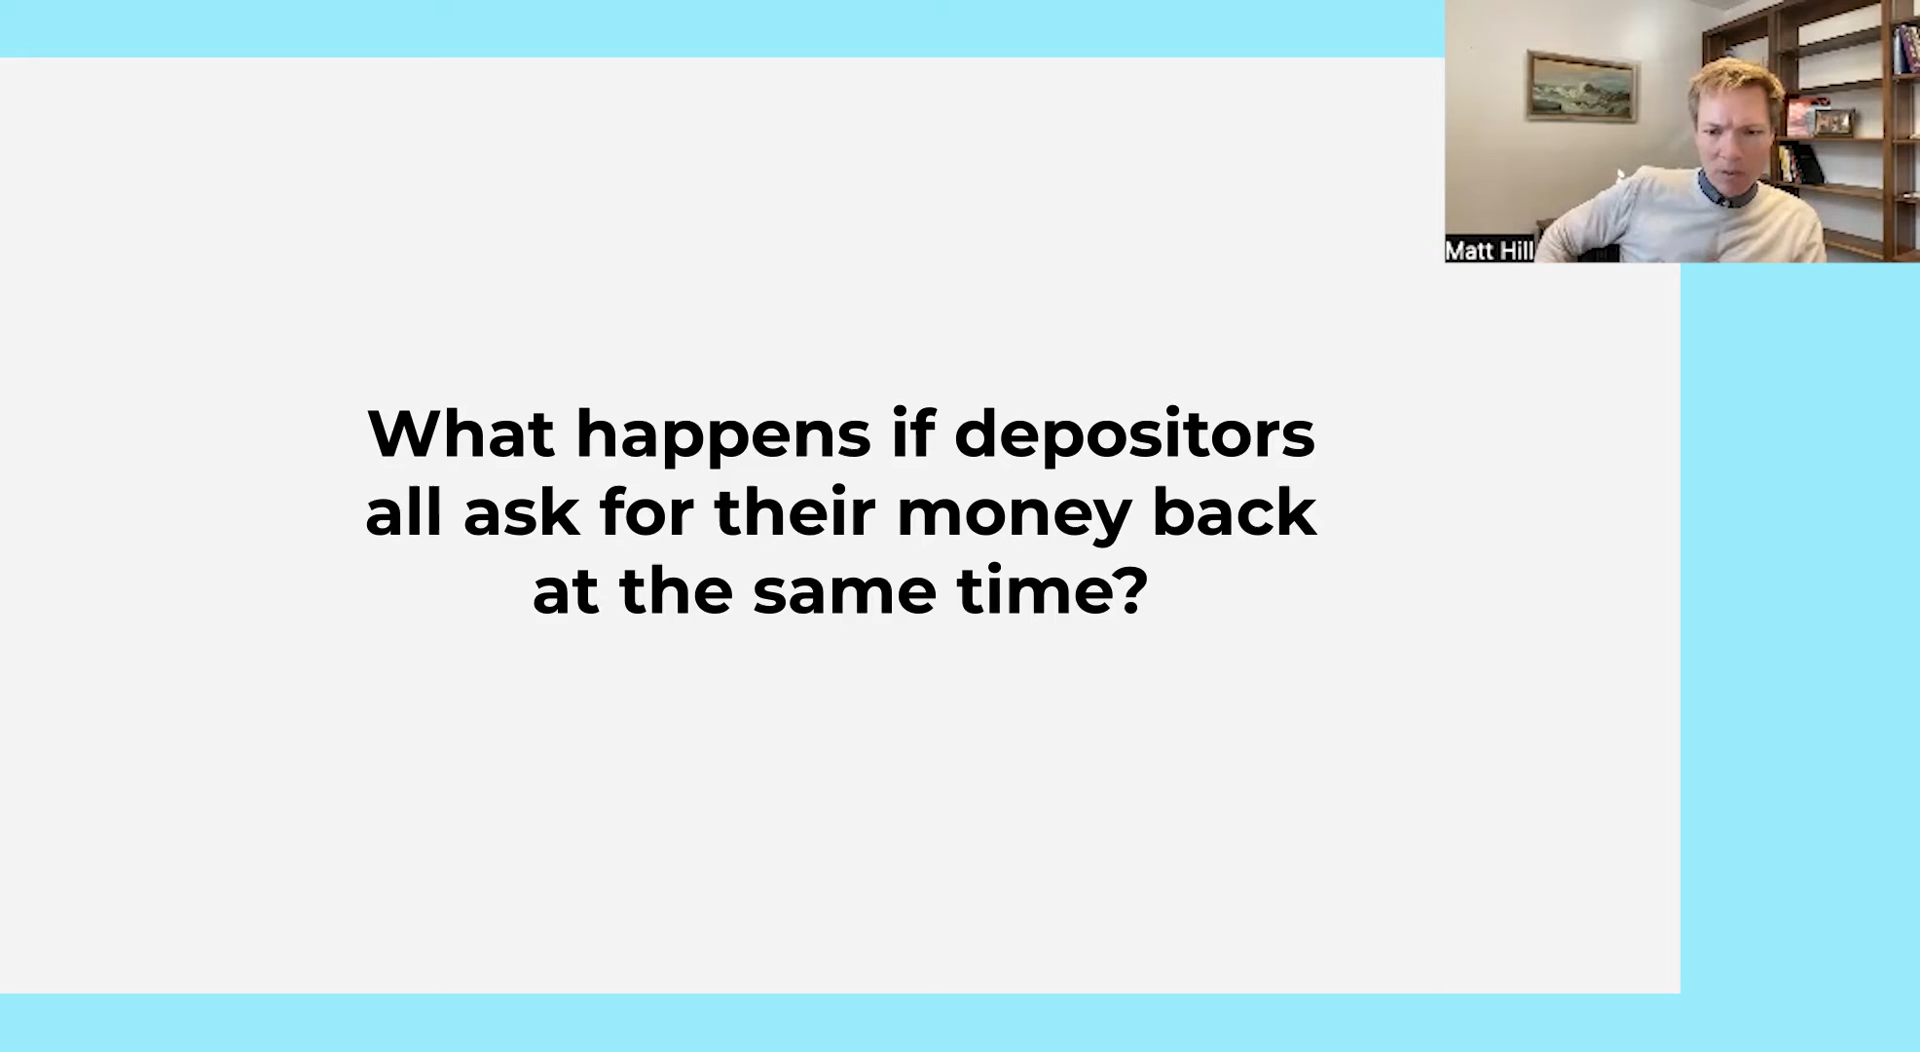 Matt Hill
What happens if depositors
all ask for their money back
at the same time?